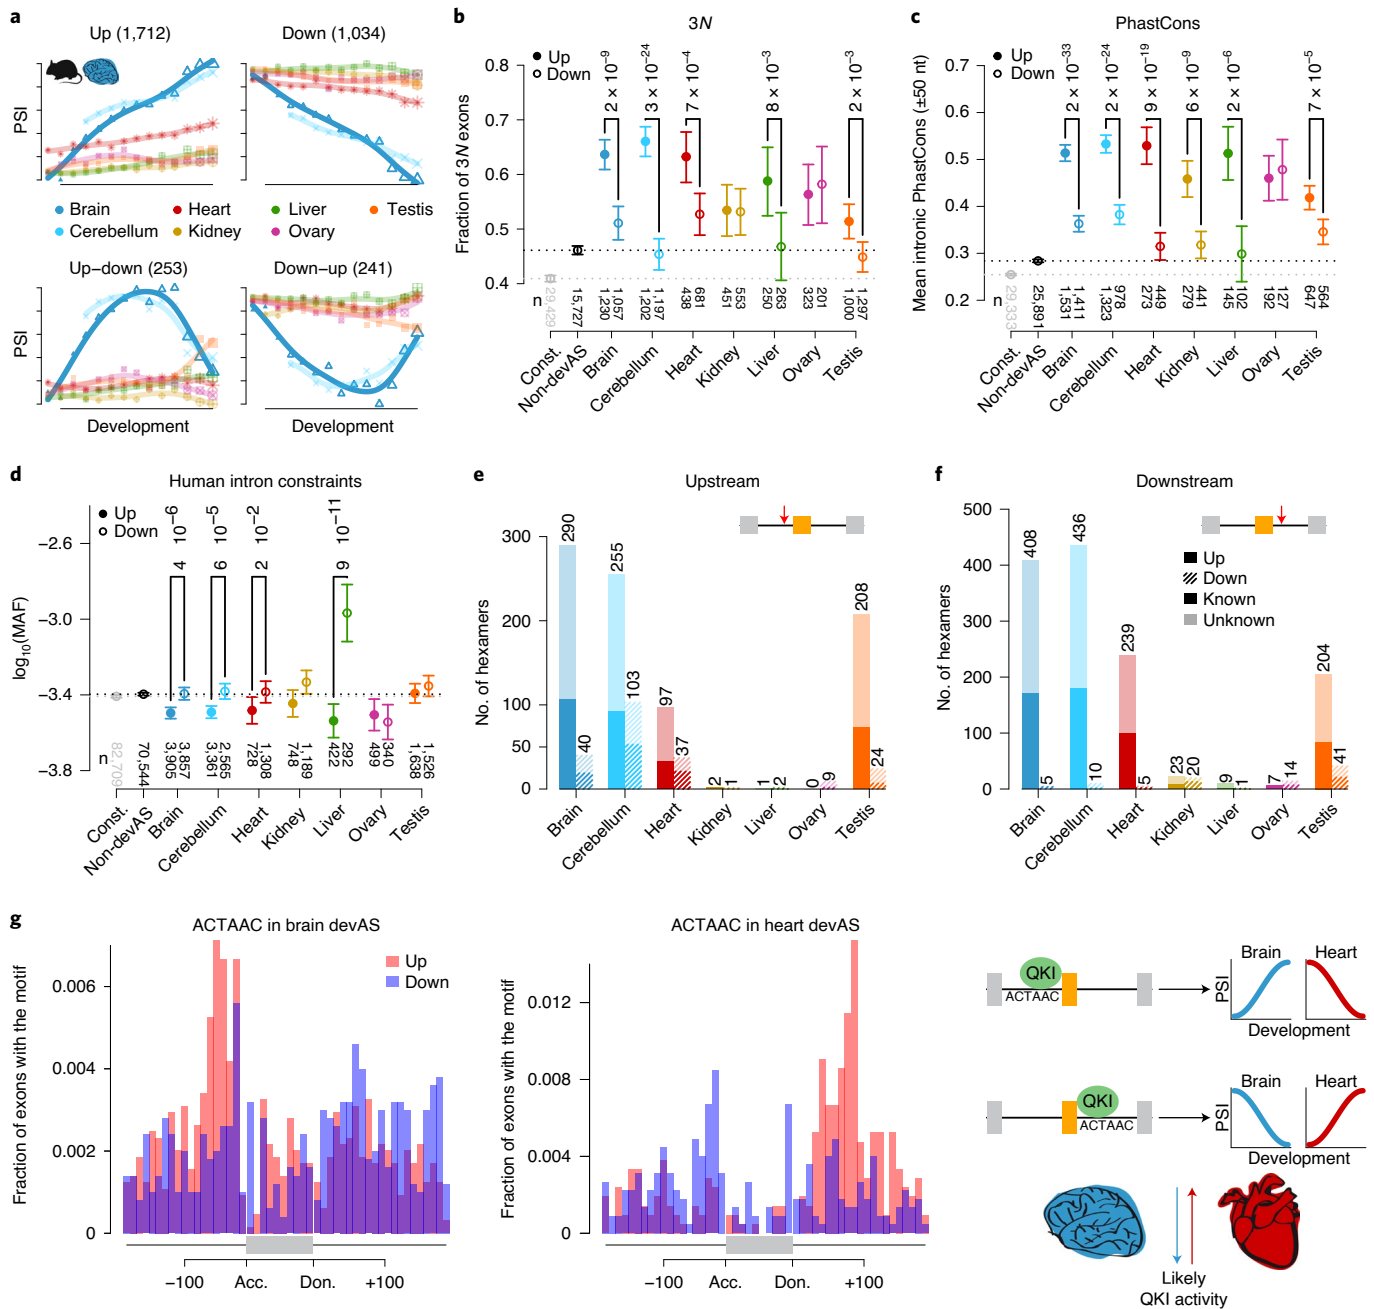 a
Up (1,712)
Down (1,034)
PSI
Brain
Heart
Liver
Testis
Cerebellum
Kidney
Ovary
Up–down (253)
Down–up (241)
PSI
Development
Development
b
3N
Up
Down
Fraction of 3N exons
0.8
0.7
0.6
0.5
0.4
2 × 10−9
3 × 10−24
7 × 10−4
8 × 10−3
2 × 10−3
n
29,429
15,727
1,230
1,057
1,202
1,197
438
681
451
553
250
263
323
201
1,000
1,297
Const.
Non-devAS
Brain
Cerebellum
Heart
Kidney
Liver
Ovary
Testis
c
PhastCons
Up
Down
Mean intronic PhastCons (±50 nt)
0.7
0.6
0.5
0.4
0.3
0.2
2 × 10−33
2 × 10−24
9 × 10−19
6 × 10−9
2 × 10−6
7 × 10−5
n
29,333
25,891
1,531
1,411
1,323
978
273
449
279
441
145
102
192
127
647
564
Const.
Non-devAS
Brain
Cerebellum
Heart
Kidney
Liver
Ovary
Testis
d
Human intron constraints
Up
Down
log10(MAF)
−2.6
−3.0
−3.4
−3.8
4 10−6
6 10−5
2 10−2
9 10−11
n
82,709
70,544
3,905
3,857
3,361
2,565
728
1,308
748
1,189
422
292
499
340
1,638
1,526
Const.
Non-devAS
Brain
Cerebellum
Heart
Kidney
Liver
Ovary
Testis
e
Upstream
No. of hexamers
300
200
100
50
0
290
40
255
103
97
37
2
1
1
2
0
9
208
24
Brain
Cerebellum
Heart
Kidney
Liver
Ovary
Testis
f
Downstream
Up
Down
Known
Unknown
No. of hexamers
500
400
300
200
100
0
408
5
436
10
239
5
23
20
9
1
7
14
204
41
Brain
Cerebellum
Heart
Kidney
Liver
Ovary
Testis
g
ACTAAC in brain devAS
Up
Down
Fraction of exons with the motif
0.006
0.004
0.002
0
−100
Acc.
Don.
+100
ACTAAC in heart devAS
Fraction of exons with the motif
0.012
0.008
0.004
0
−100
Acc.
Don.
+100
QKI
ACTAAC
Brain
Heart
PSI
Development
QKI
ACTAAC
Brain
Heart
PSI
Development
Likely
QKI activity